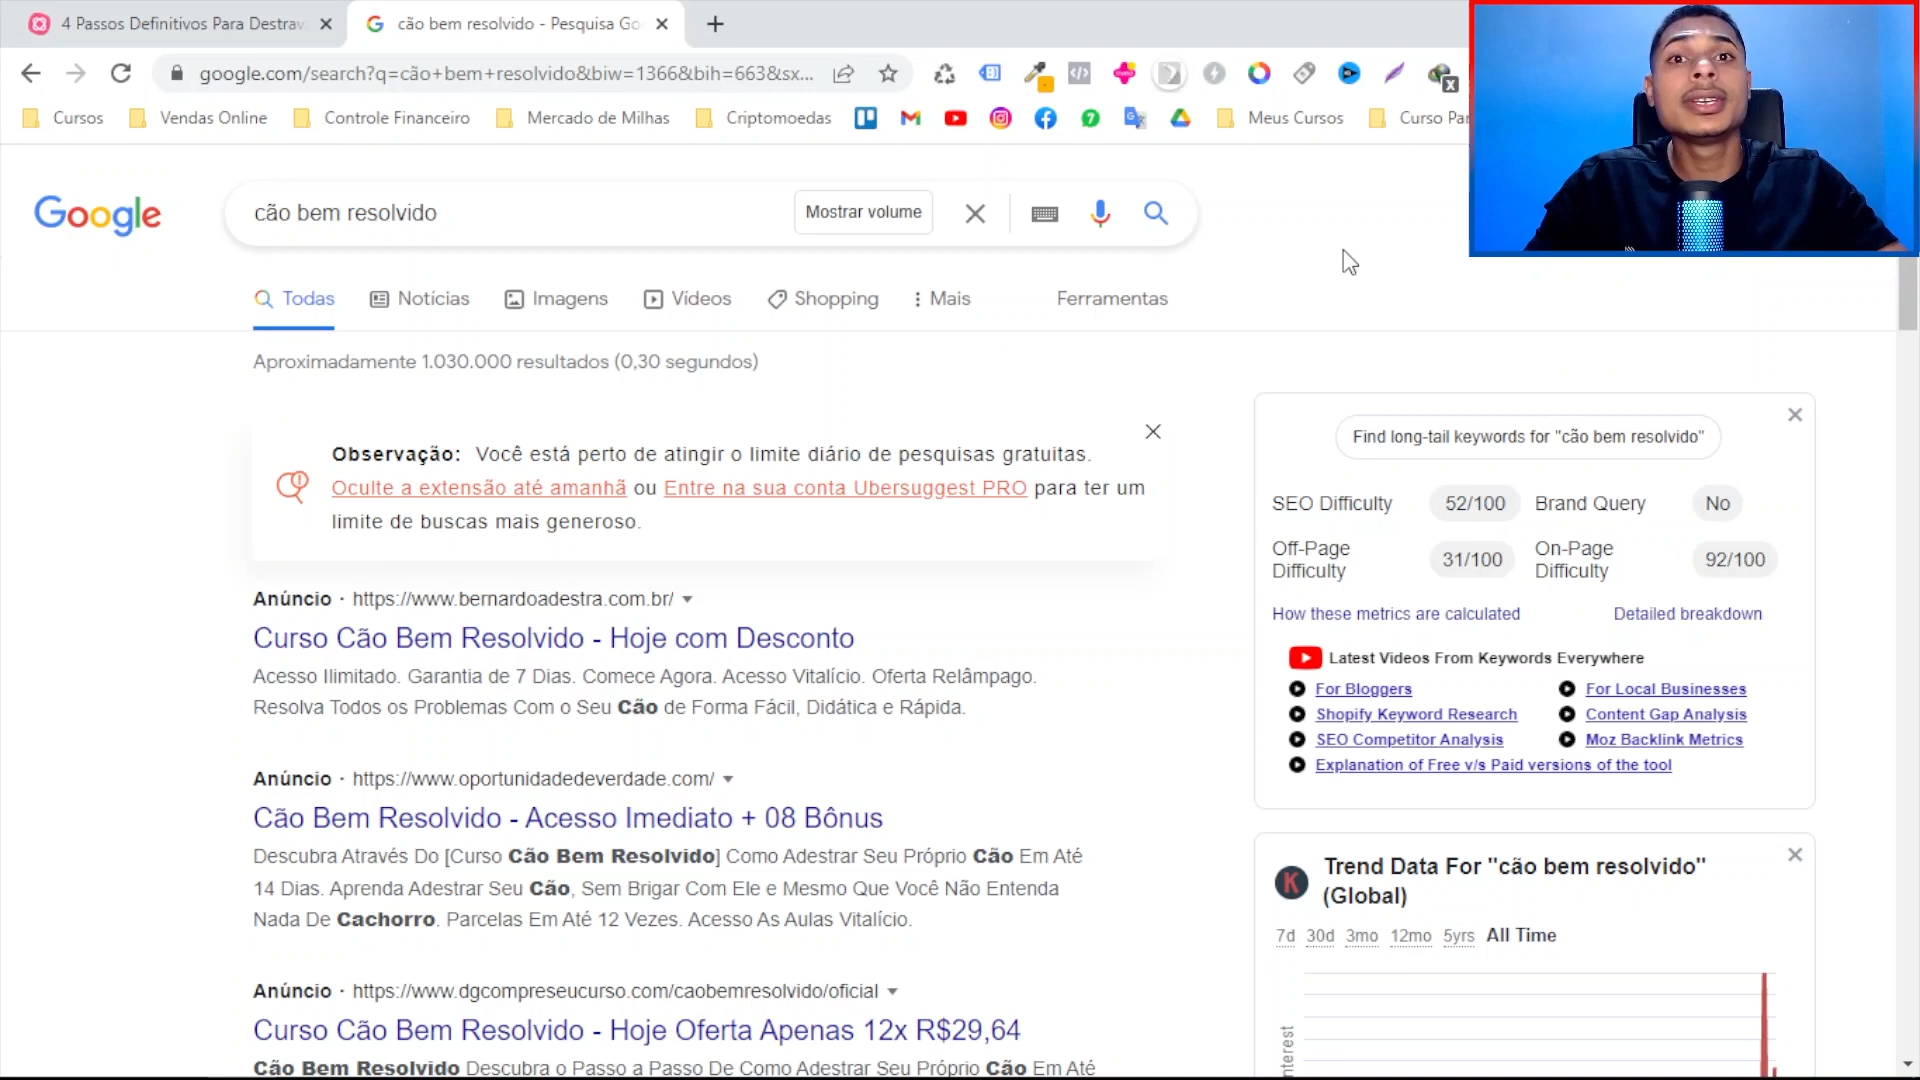 4 Passos Definitivos Para Destrav
cão bem resolvido - Pesquisa Go
google.com/search?q=cão+bem+resolvido&biw=1366&bih=663&sx...
Cursos
Vendas Online
Controle Financeiro
Mercado de Milhas
Criptomoedas
Meus Cursos
Curso Par
Google
cão bem resolvido
Mostrar volume
Todas
Notícias
Imagens
Vídeos
Shopping
Mais
Ferramentas
Aproximadamente 1.030.000 resultados (0,30 segundos)
Observação: Você está perto de atingir o limite diário de pesquisas gratuitas.
Oculte a extensão até amanhã ou Entre na sua conta Ubersuggest PRO para ter um
limite de buscas mais generoso.
Anúncio · https://www.bernardoadestra.com.br/
Curso Cão Bem Resolvido - Hoje com Desconto
Acesso Ilimitado. Garantia de 7 Dias. Comece Agora. Acesso Vitalício. Oferta Relâmpago.
Resolva Todos os Problemas Com o Seu Cão de Forma Fácil, Didática e Rápida.
Anúncio · https://www.oportunidadedeverdade.com/
Cão Bem Resolvido - Acesso Imediato + 08 Bônus
Descubra Através Do [Curso Cão Bem Resolvido] Como Adestrar Seu Próprio Cão Em Até
14 Dias. Aprenda Adestrar Seu Cão, Sem Brigar Com Ele e Mesmo Que Você Não Entenda
Nada De Cachorro. Parcelas Em Até 12 Vezes. Acesso As Aulas Vitalício.
Anúncio · https://www.dgcompreseucurso.com/caobemresolvido/oficial
Curso Cão Bem Resolvido - Hoje Oferta Apenas 12x R$29,64
Cão Bem Resolvido Descubra o Passo a Passo De Como Adestrar Seu Próprio Cão Em Até
Find long-tail keywords for "cão bem resolvido"
SEO Difficulty 52/100 Brand Query No
Off-Page Difficulty 31/100 On-Page Difficulty 92/100
How these metrics are calculated
Detailed breakdown
Latest Videos From Keywords Everywhere
For Bloggers
For Local Businesses
Shopify Keyword Research
Content Gap Analysis
SEO Competitor Analysis
Moz Backlink Metrics
Explanation of Free v/s Paid versions of the tool
K
Trend Data For "cão bem resolvido"
(Global)
7d 30d 3mo 12mo 5yrs All Time